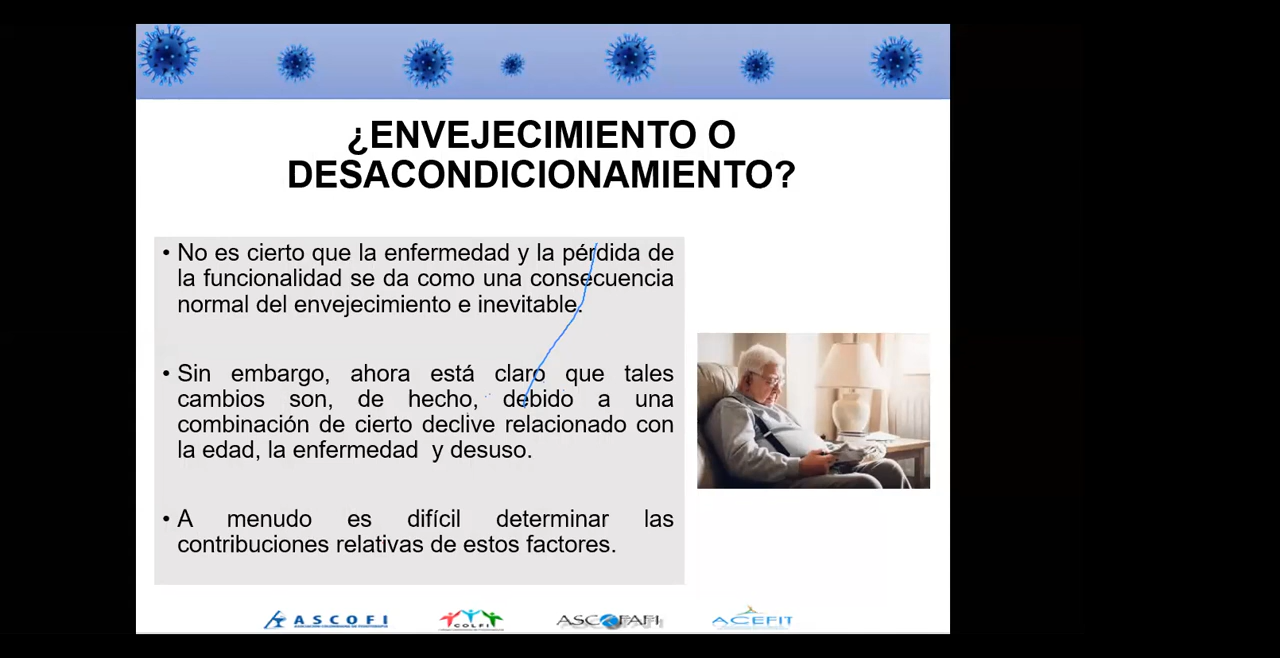 ¿ENVEJECIMIENTO O
DESACONDICIONAMIENTO?
• No es cierto que la enfermedad y la pérdida de
la funcionalidad se da como una consecuencia
normal del envejecimiento e inevitable.
• Sin embargo, ahora está claro que tales
cambios son, de hecho, debido a una
combinación de cierto declive relacionado con
la edad, la enfermedad y desuso.
• A menudo es difícil determinar las
contribuciones relativas de estos factores.
ASCOFI COLFI ASCOFAFI ACEFIT